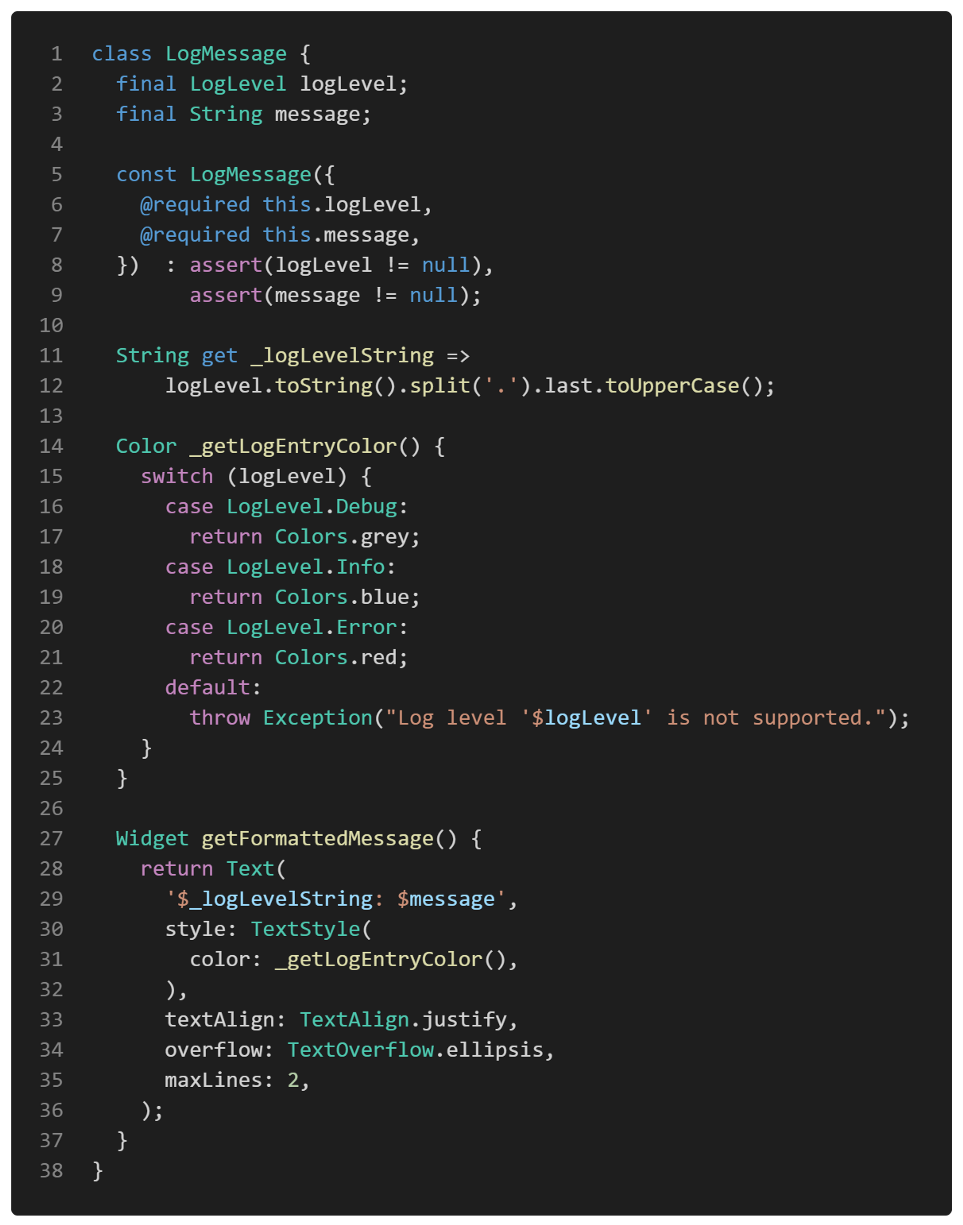 1 class LogMessage {
2   final LogLevel logLevel;
3   final String message;
4
5   const LogMessage({
6     @required this.logLevel,
7     @required this.message,
8   })  : assert(logLevel != null),
9         assert(message != null);
10
11   String get _logLevelString =>
12       logLevel.toString().split('.').last.toUpperCase();
13
14   Color _getLogEntryColor() {
15     switch (logLevel) {
16       case LogLevel.Debug:
17         return Colors.grey;
18       case LogLevel.Info:
19         return Colors.blue;
20       case LogLevel.Error:
21         return Colors.red;
22       default:
23         throw Exception("Log level '$logLevel' is not supported.");
24     }
25   }
26
27   Widget getFormattedMessage() {
28     return Text(
29       '$_logLevelString: $message',
30       style: TextStyle(
31         color: _getLogEntryColor(),
32       ),
33       textAlign: TextAlign.justify,
34       overflow: TextOverflow.ellipsis,
35       maxLines: 2,
36     );
37   }
38 }